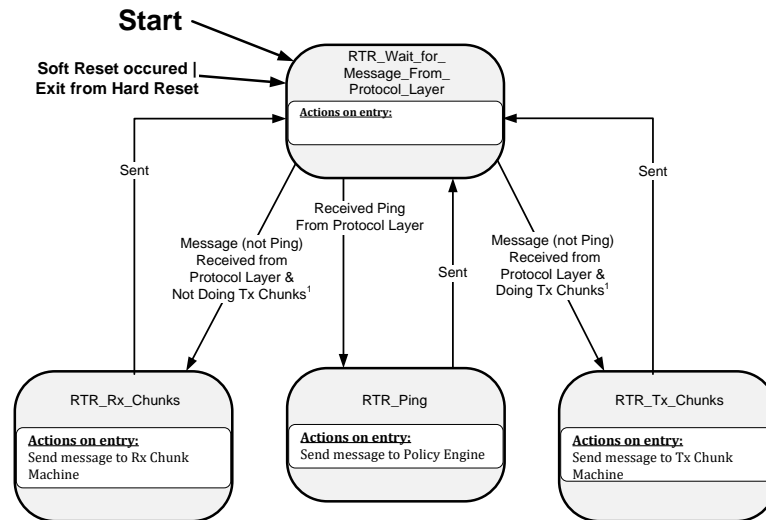 Start
Soft Reset occured |
Exit from Hard Reset
RTR_Wait_for_
Message_From_
Protocol_Layer
Actions on entry:
Sent
Message (not Ping)
Received from
Protocol Layer &
Not Doing Tx Chunks¹
Received Ping
From Protocol Layer
Sent
Message (not Ping)
Received from
Protocol Layer &
Doing Tx Chunks¹
Sent
RTR_Rx_Chunks
Actions on entry:
Send message to Rx Chunk
Machine
RTR_Ping
Actions on entry:
Send message to Policy Engine
RTR_Tx_Chunks
Actions on entry:
Send message to Tx Chunk
Machine